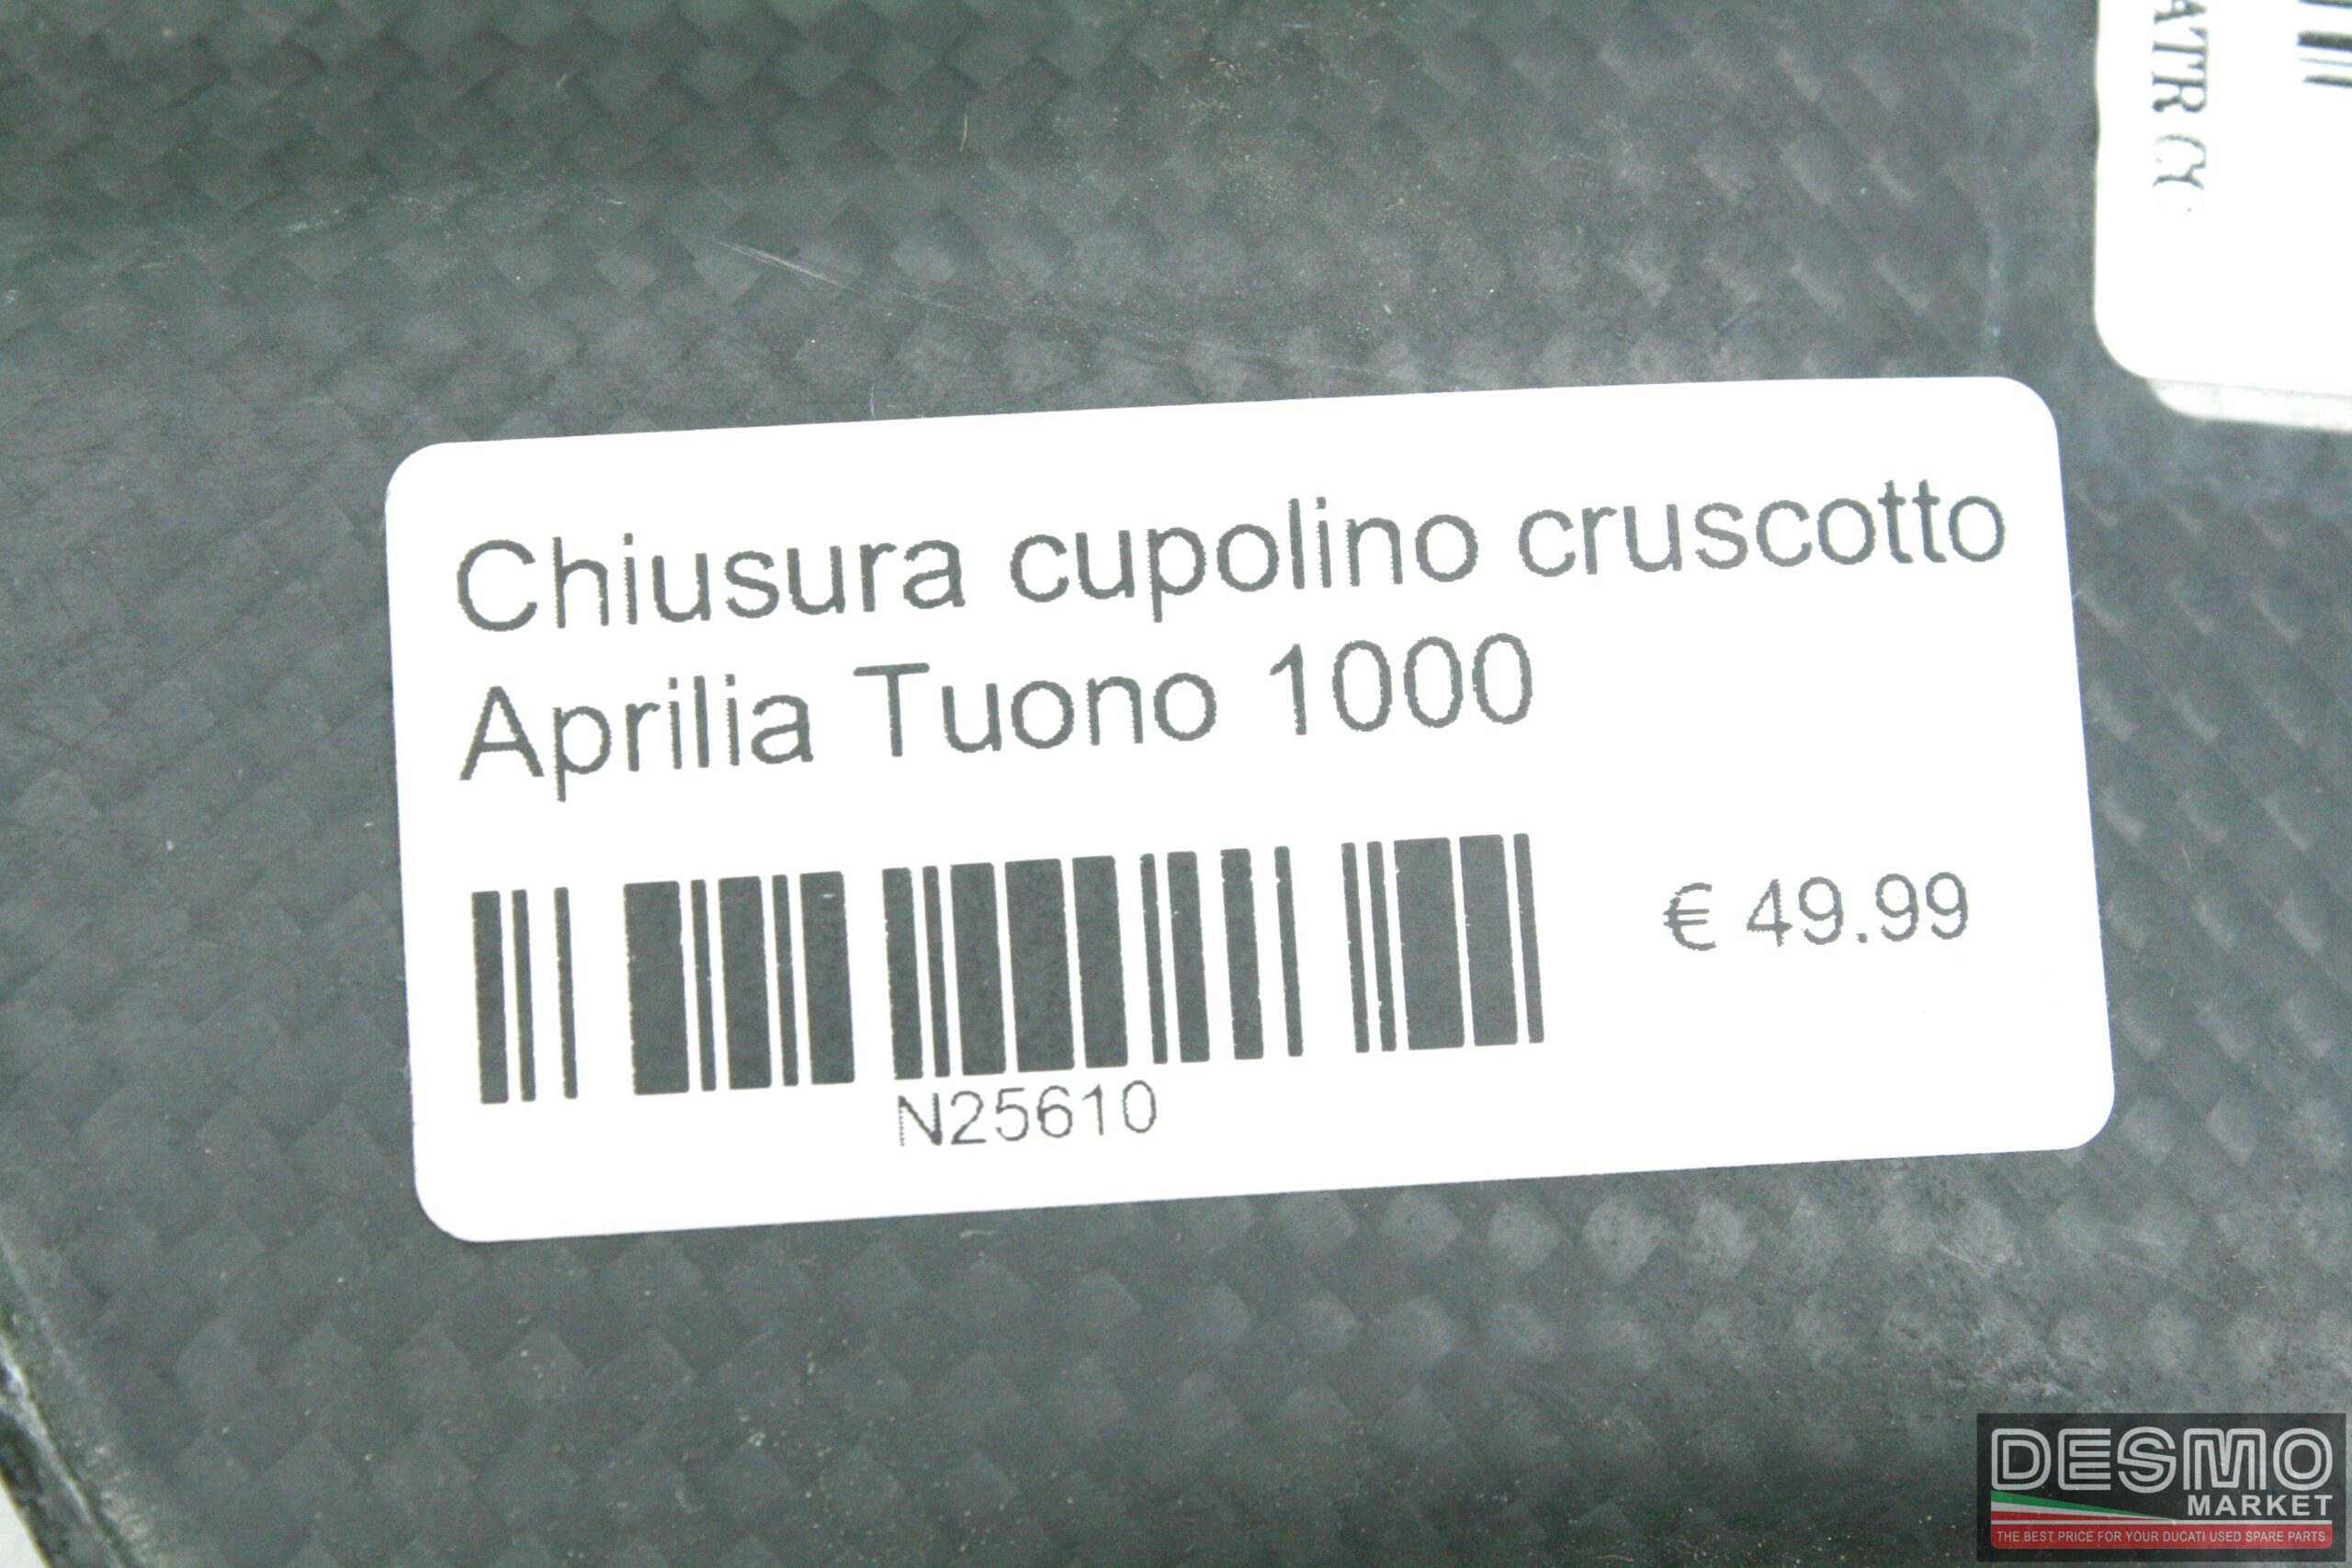 Chiusura cupolino cruscotto
Aprilia Tuono 1000
€ 49.99
N25610
DESMO
MARKET
THE BEST PRICE FOR YOUR DUCATI USED SPARE PARTS